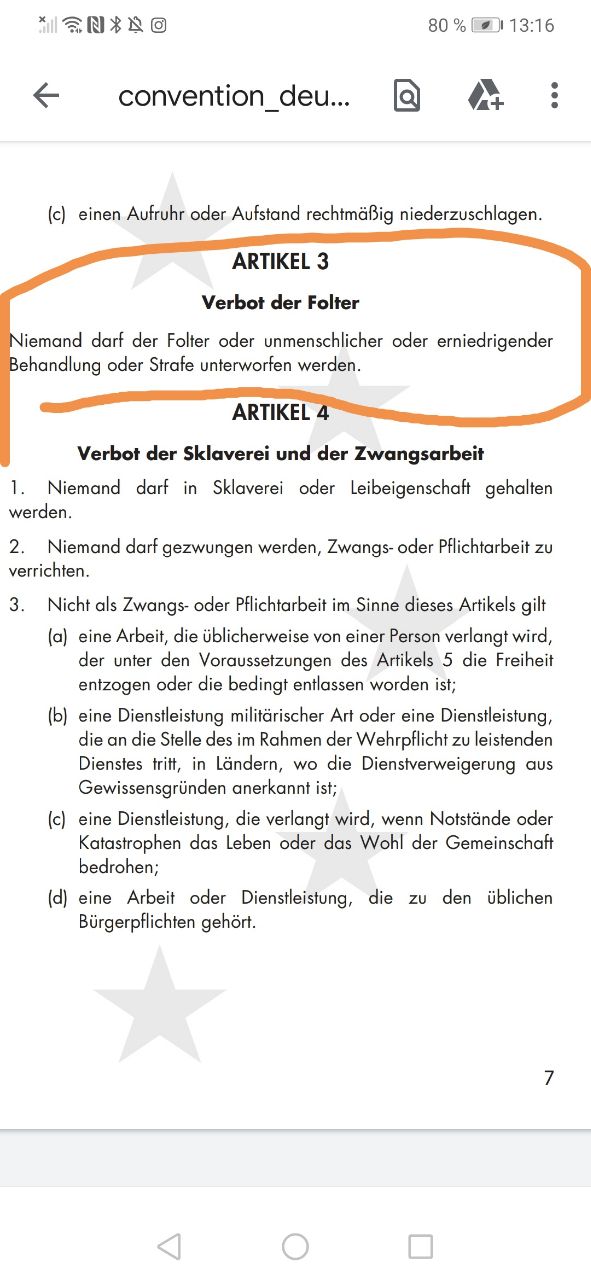 80 % 13:16
convention_deu...
(c) einen Aufruhr oder Aufstand rechtmäßig niederzuschlagen.
ARTIKEL 3
Verbot der Folter
Niemand darf der Folter oder unmenschlicher oder erniedrigender
Behandlung oder Strafe unterworfen werden.
ARTIKEL 4
Verbot der Sklaverei und der Zwangsarbeit
1. Niemand darf in Sklaverei oder Leibeigenschaft gehalten
werden.
2. Niemand darf gezwungen werden, Zwangs- oder Pflichtarbeit zu
verrichten.
3. Nicht als Zwangs- oder Pflichtarbeit im Sinne dieses Artikels gilt
(a) eine Arbeit, die üblicherweise von einer Person verlangt wird,
der unter den Voraussetzungen des Artikels 5 die Freiheit
entzogen oder die bedingt entlassen worden ist;
(b) eine Dienstleistung militärischer Art oder eine Dienstleistung,
die an die Stelle des im Rahmen der Wehrpflicht zu leistenden
Dienstes tritt, in Ländern, wo die Dienstverweigerung aus
Gewissensgründen anerkannt ist;
(c) eine Dienstleistung, die verlangt wird, wenn Notstände oder
Katastrophen das Leben oder das Wohl der Gemeinschaft
bedrohen;
(d) eine Arbeit oder Dienstleistung, die zu den üblichen
Bürgerpflichten gehört.
7